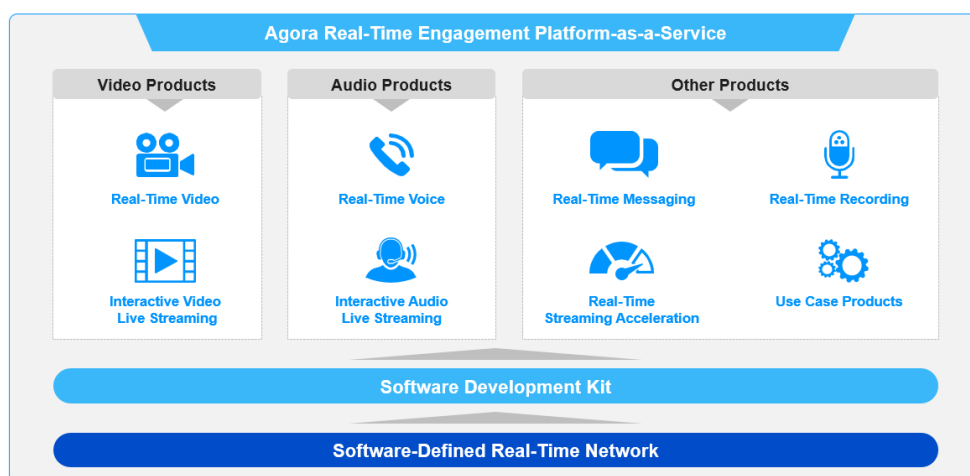 Agora Real-Time Engagement Platform-as-a-Service
Video Products
Real-Time Video
Interactive Video
Live Streaming
Audio Products
Real-Time Voice
Interactive Audio
Live Streaming
Other Products
Real-Time Messaging
Real-Time Recording
Real-Time
Streaming Acceleration
Use Case Products
Software Development Kit
Software-Defined Real-Time Network